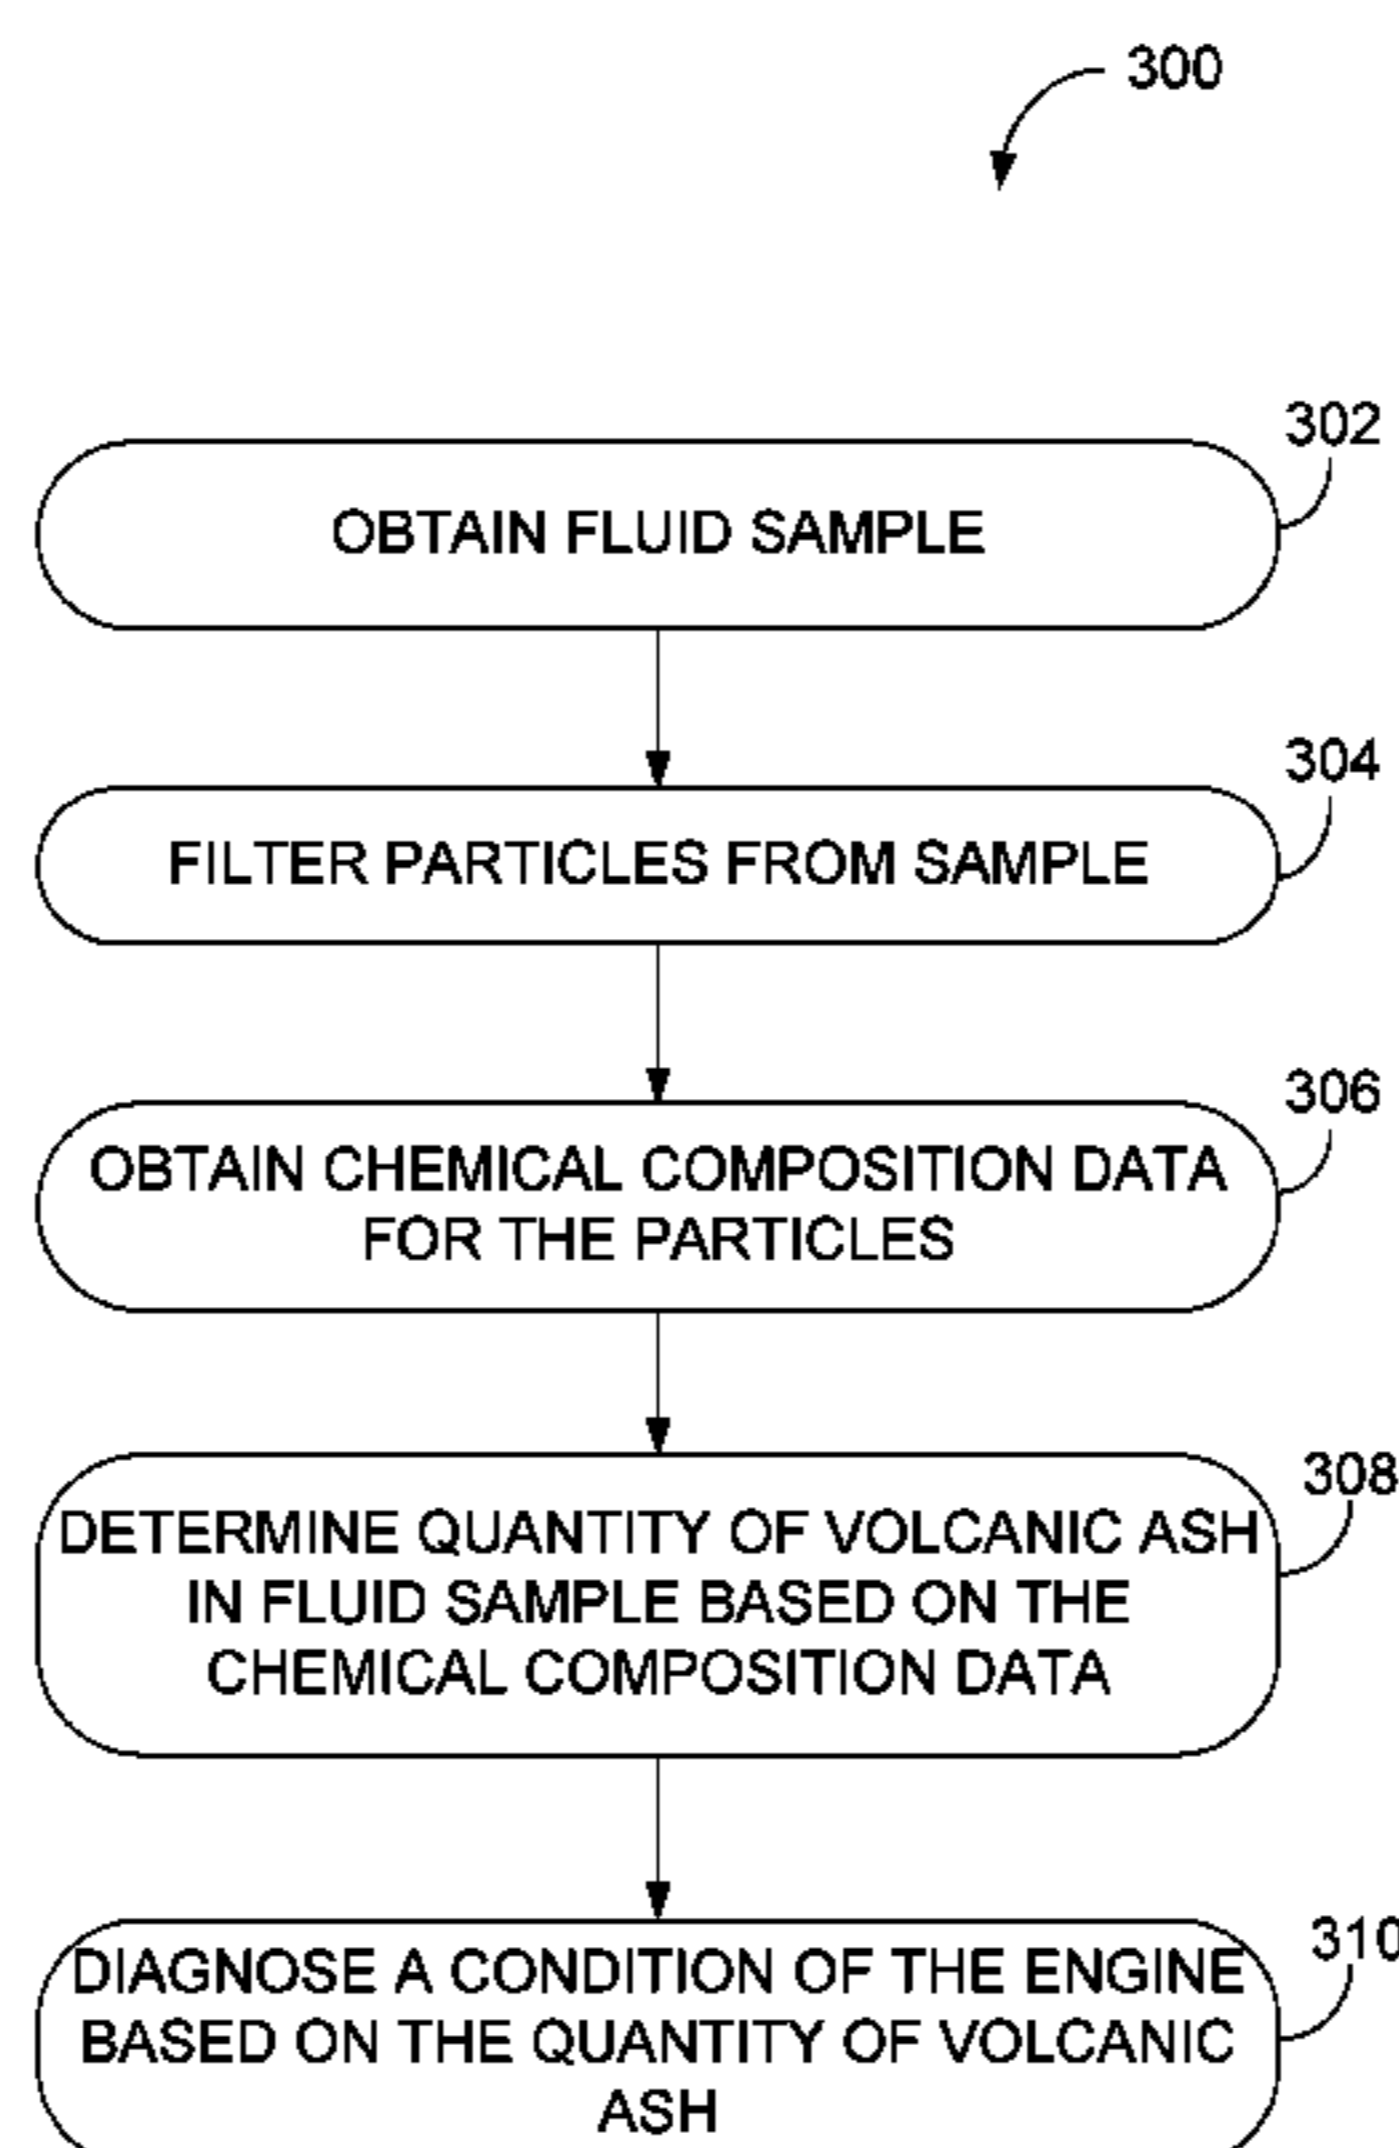 300
302
OBTAIN FLUID SAMPLE
304
FILTER PARTICLES FROM SAMPLE
306
OBTAIN CHEMICAL COMPOSITION DATA
FOR THE PARTICLES
308
DETERMINE QUANTITY OF VOLCANIC ASH
IN FLUID SAMPLE BASED ON THE
CHEMICAL COMPOSITION DATA
310
DIAGNOSE A CONDITION OF THE ENGINE
BASED ON THE QUANTITY OF VOLCANIC
ASH